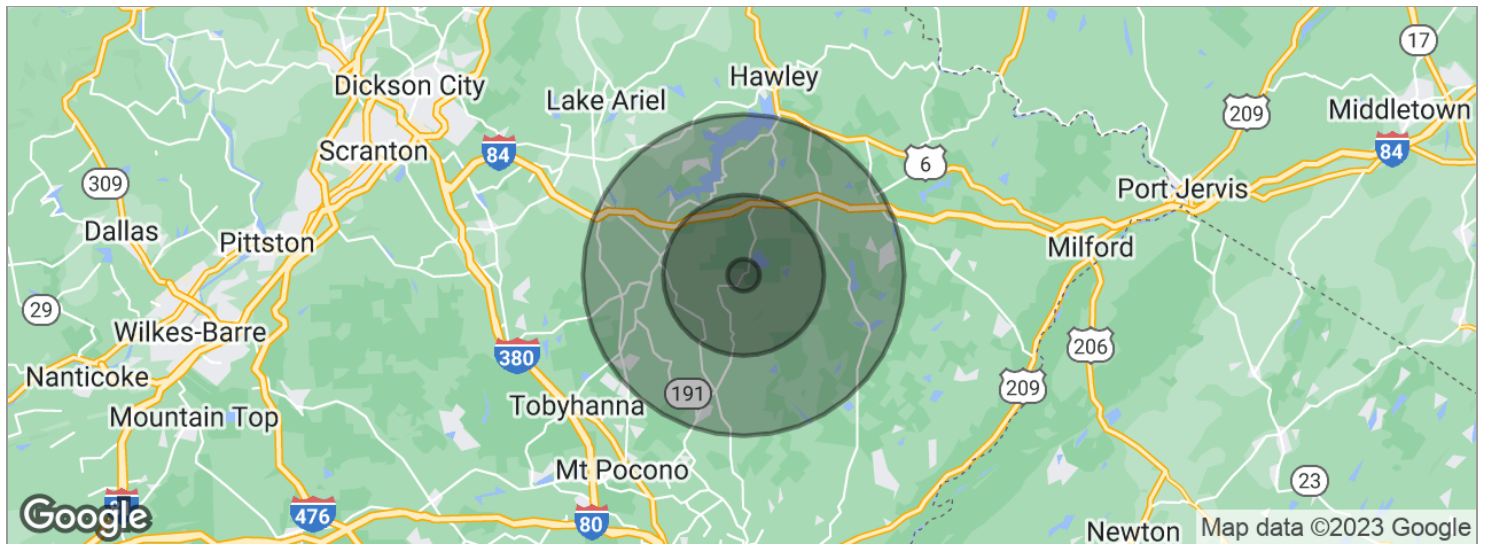 17
Hawley
Dickson City
Lake Ariel
209
Middletown
Scranton
84
84
6
309
Port Jervis
Dallas
Pittston
Milford
29
Wilkes-Barre
380
206
Nanticoke
209
191
Tobyhanna
Mountain Top
Mt Pocono
23
Google
476
80
Newton
Map data ©2023 Google